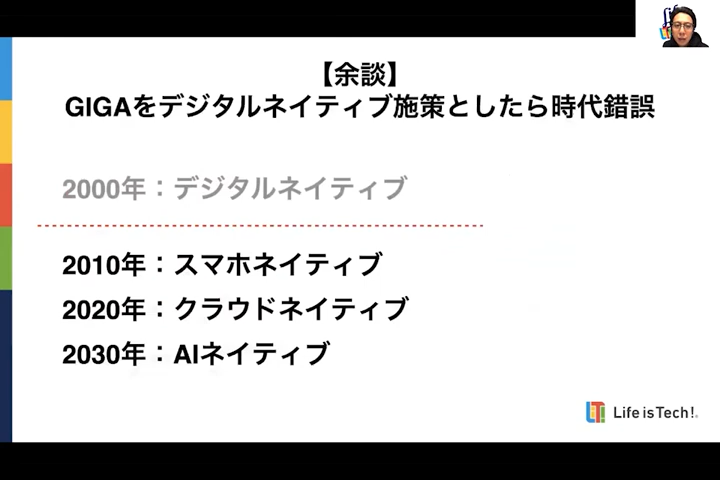 【余談】
GIGAをデジタルネイティブ施策としたら時代錯誤
2000年：デジタルネイティブ
2010年：スマホネイティブ
2020年：クラウドネイティブ
2030年：AIネイティブ
Life is Tech!